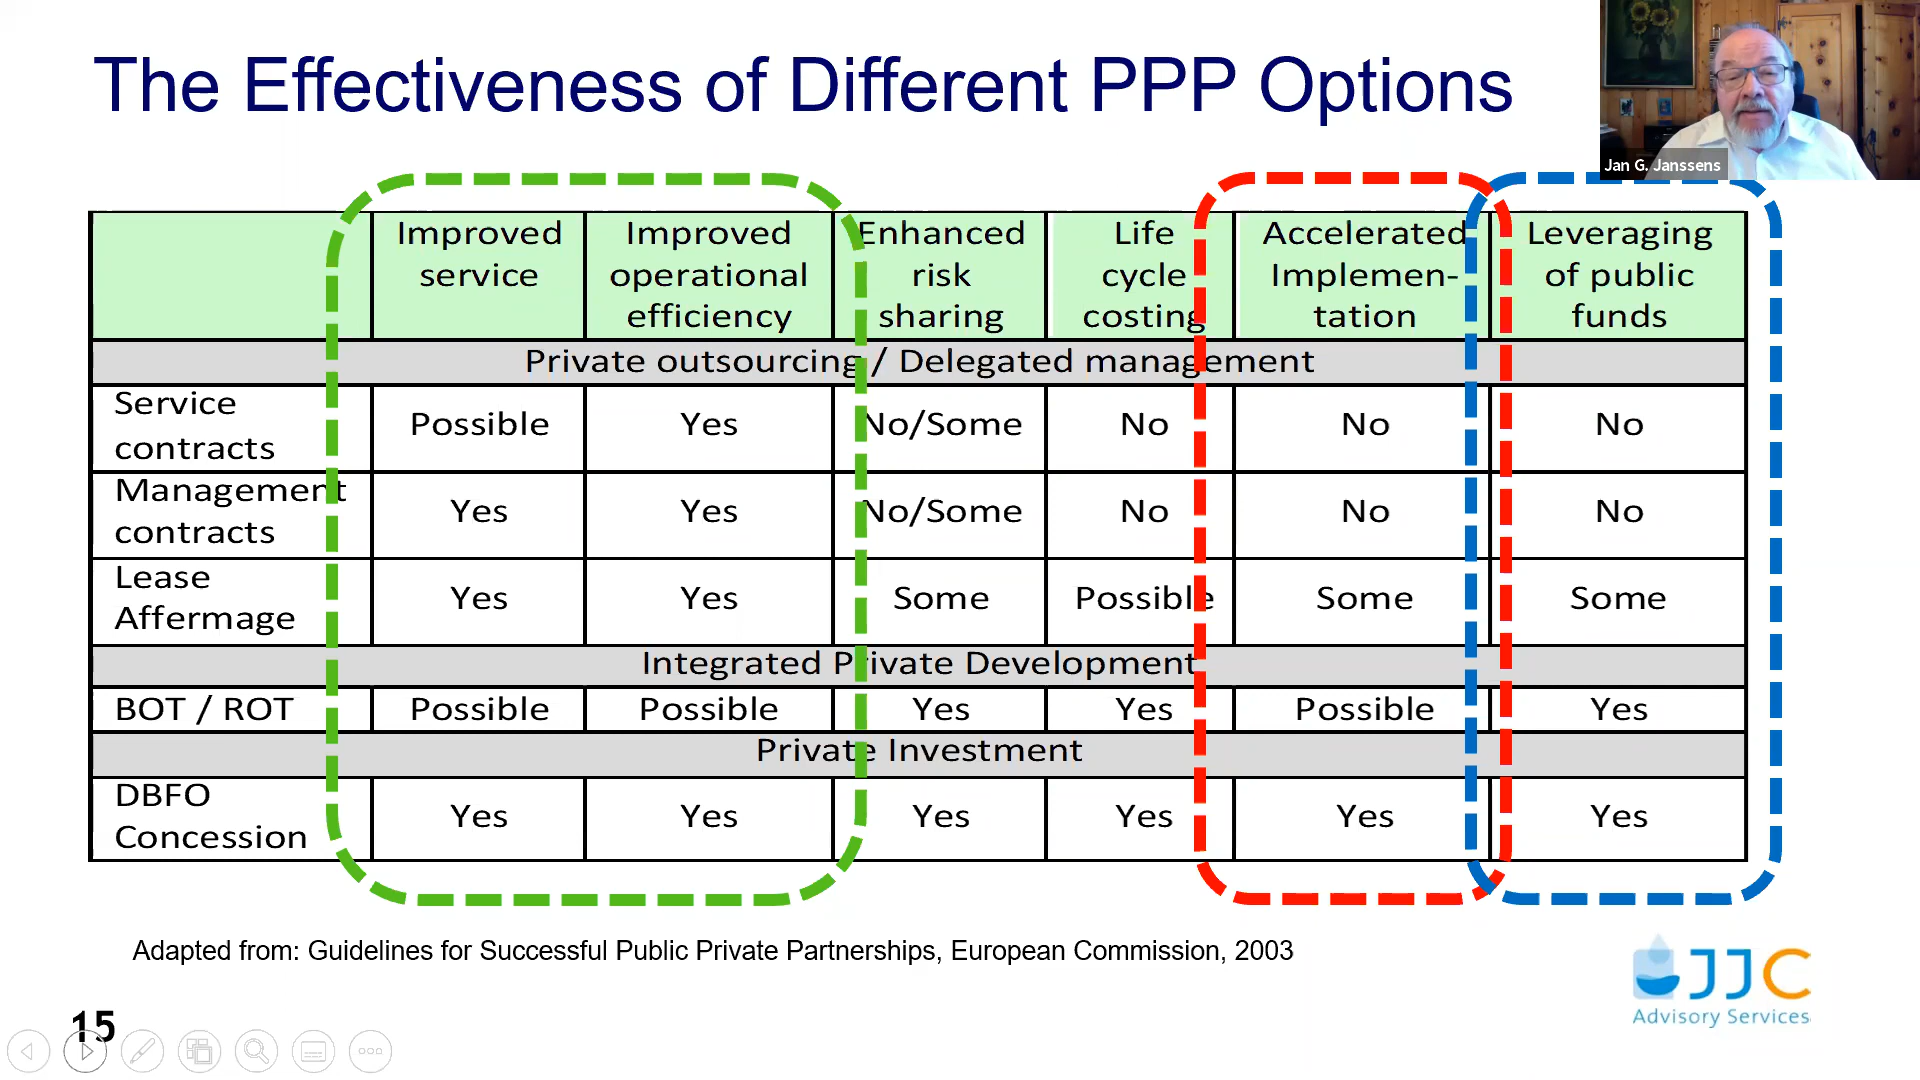 The Effectiveness of Different PPP Options
Jan G. Janssens
Improved service
Improved operational efficiency
Enhanced risk sharing
Life cycle costing
Accelerated Implemen-tation
Leveraging of public funds
Private outsourcing / Delegated management
Service contracts
Possible
Yes
No/Some
No
No
No
Management contracts
Yes
Yes
No/Some
No
No
No
Lease Affermage
Yes
Yes
Some
Possible
Some
Some
Integrated Private Development
BOT / ROT
Possible
Possible
Yes
Yes
Possible
Yes
Private Investment
DBFO Concession
Yes
Yes
Yes
Yes
Yes
Yes
Adapted from: Guidelines for Successful Public Private Partnerships, European Commission, 2003
JJC
Advisory Services
15